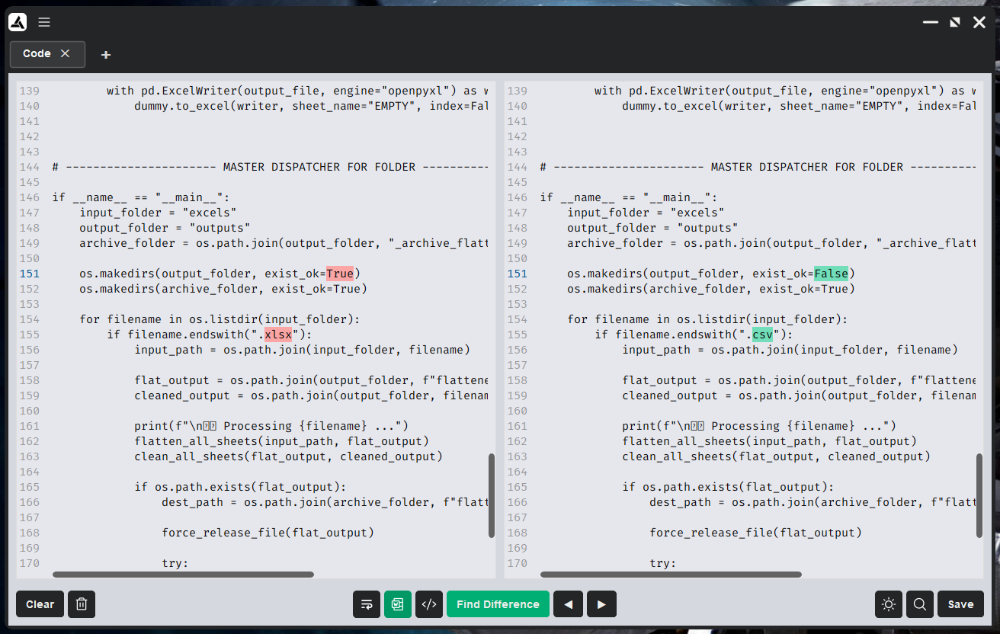 Code
139 with pd.ExcelWriter(output_file, engine="openpyxl") as w
140 dummy.to_excel(writer, sheet_name="EMPTY", index=Fal
141
142
143
144 # ---------------------- MASTER DISPATCHER FOR FOLDER ----------
145
146 if __name__ == "__main__":
147 input_folder = "excels"
148 output_folder = "outputs"
149 archive_folder = os.path.join(output_folder, "_archive_flatt
150
151 os.makedirs(output_folder, exist_ok=True)
152 os.makedirs(archive_folder, exist_ok=True)
153
154 for filename in os.listdir(input_folder):
155 if filename.endswith(".xlsx"):
156 input_path = os.path.join(input_folder, filename)
157
158 flat_output = os.path.join(output_folder, f"flattene
159 cleaned_output = os.path.join(output_folder, filenam
160
161 print(f"\n⍰⍰ Processing {filename} ...")
162 flatten_all_sheets(input_path, flat_output)
163 clean_all_sheets(flat_output, cleaned_output)
164
165 if os.path.exists(flat_output):
166 dest_path = os.path.join(archive_folder, f"flatt
167
168 force_release_file(flat_output)
169
170 try:
139 with pd.ExcelWriter(output_file, engine="openpyxl") as w
140 dummy.to_excel(writer, sheet_name="EMPTY", index=Fal
141
142
143
144 # ---------------------- MASTER DISPATCHER FOR FOLDER ----------
145
146 if __name__ == "__main__":
147 input_folder = "excels"
148 output_folder = "outputs"
149 archive_folder = os.path.join(output_folder, "_archive_flatt
150
151 os.makedirs(output_folder, exist_ok=False)
152 os.makedirs(archive_folder, exist_ok=True)
153
154 for filename in os.listdir(input_folder):
155 if filename.endswith(".csv"):
156 input_path = os.path.join(input_folder, filename)
157
158 flat_output = os.path.join(output_folder, f"flattene
159 cleaned_output = os.path.join(output_folder, filenam
160
161 print(f"\n⍰⍰ Processing {filename} ...")
162 flatten_all_sheets(input_path, flat_output)
163 clean_all_sheets(flat_output, cleaned_output)
164
165 if os.path.exists(flat_output):
166 dest_path = os.path.join(archive_folder, f"flatt
167
168 force_release_file(flat_output)
169
170 try:
Clear
Find Difference
Save